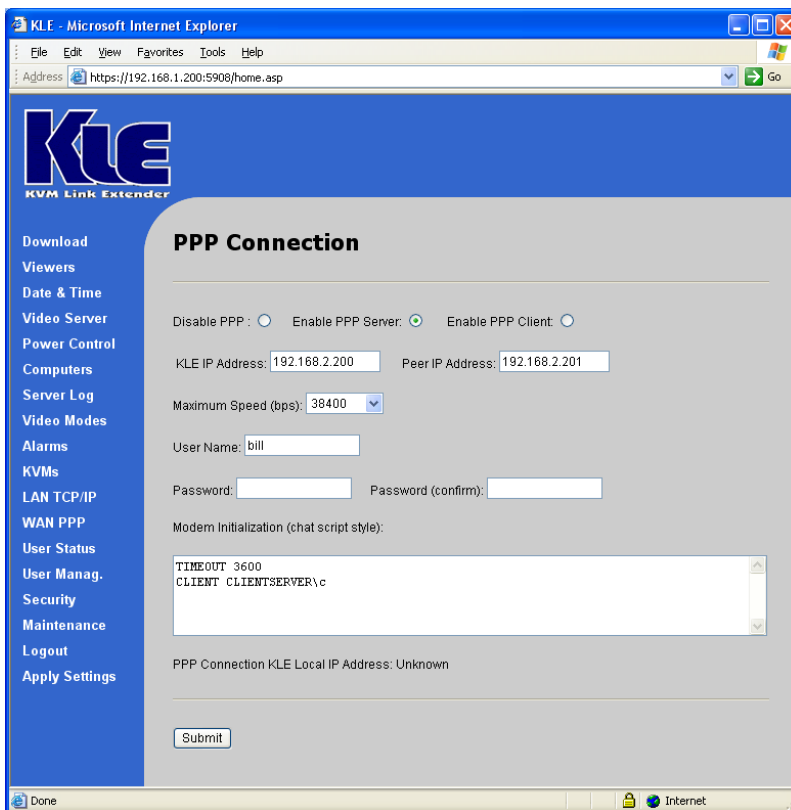 KLE - Microsoft Internet Explorer
File Edit View Favorites Tools Help
Address https://192.168.1.200:5908/home.asp Go
KLE
KVM Link Extender
Download
Viewers
Date & Time
Video Server
Power Control
Computers
Server Log
Video Modes
Alarms
KVMs
LAN TCP/IP
WAN PPP
User Status
User Manag.
Security
Maintenance
Logout
Apply Settings
PPP Connection
Disable PPP : Enable PPP Server: Enable PPP Client:
KLE IP Address: 192.168.2.200 Peer IP Address: 192.168.2.201
Maximum Speed (bps): 38400
User Name: bill
Password: Password (confirm):
Modem Initialization (chat script style):
TIMEOUT 3600
CLIENT CLIENTSERVER\c
PPP Connection KLE Local IP Address: Unknown
Submit
Done Internet